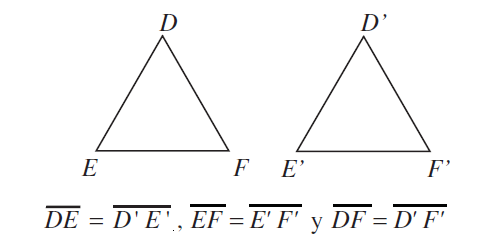 D D’
E F E’ F’
DE = D' E' , EF = E' F' y DF = D' F'